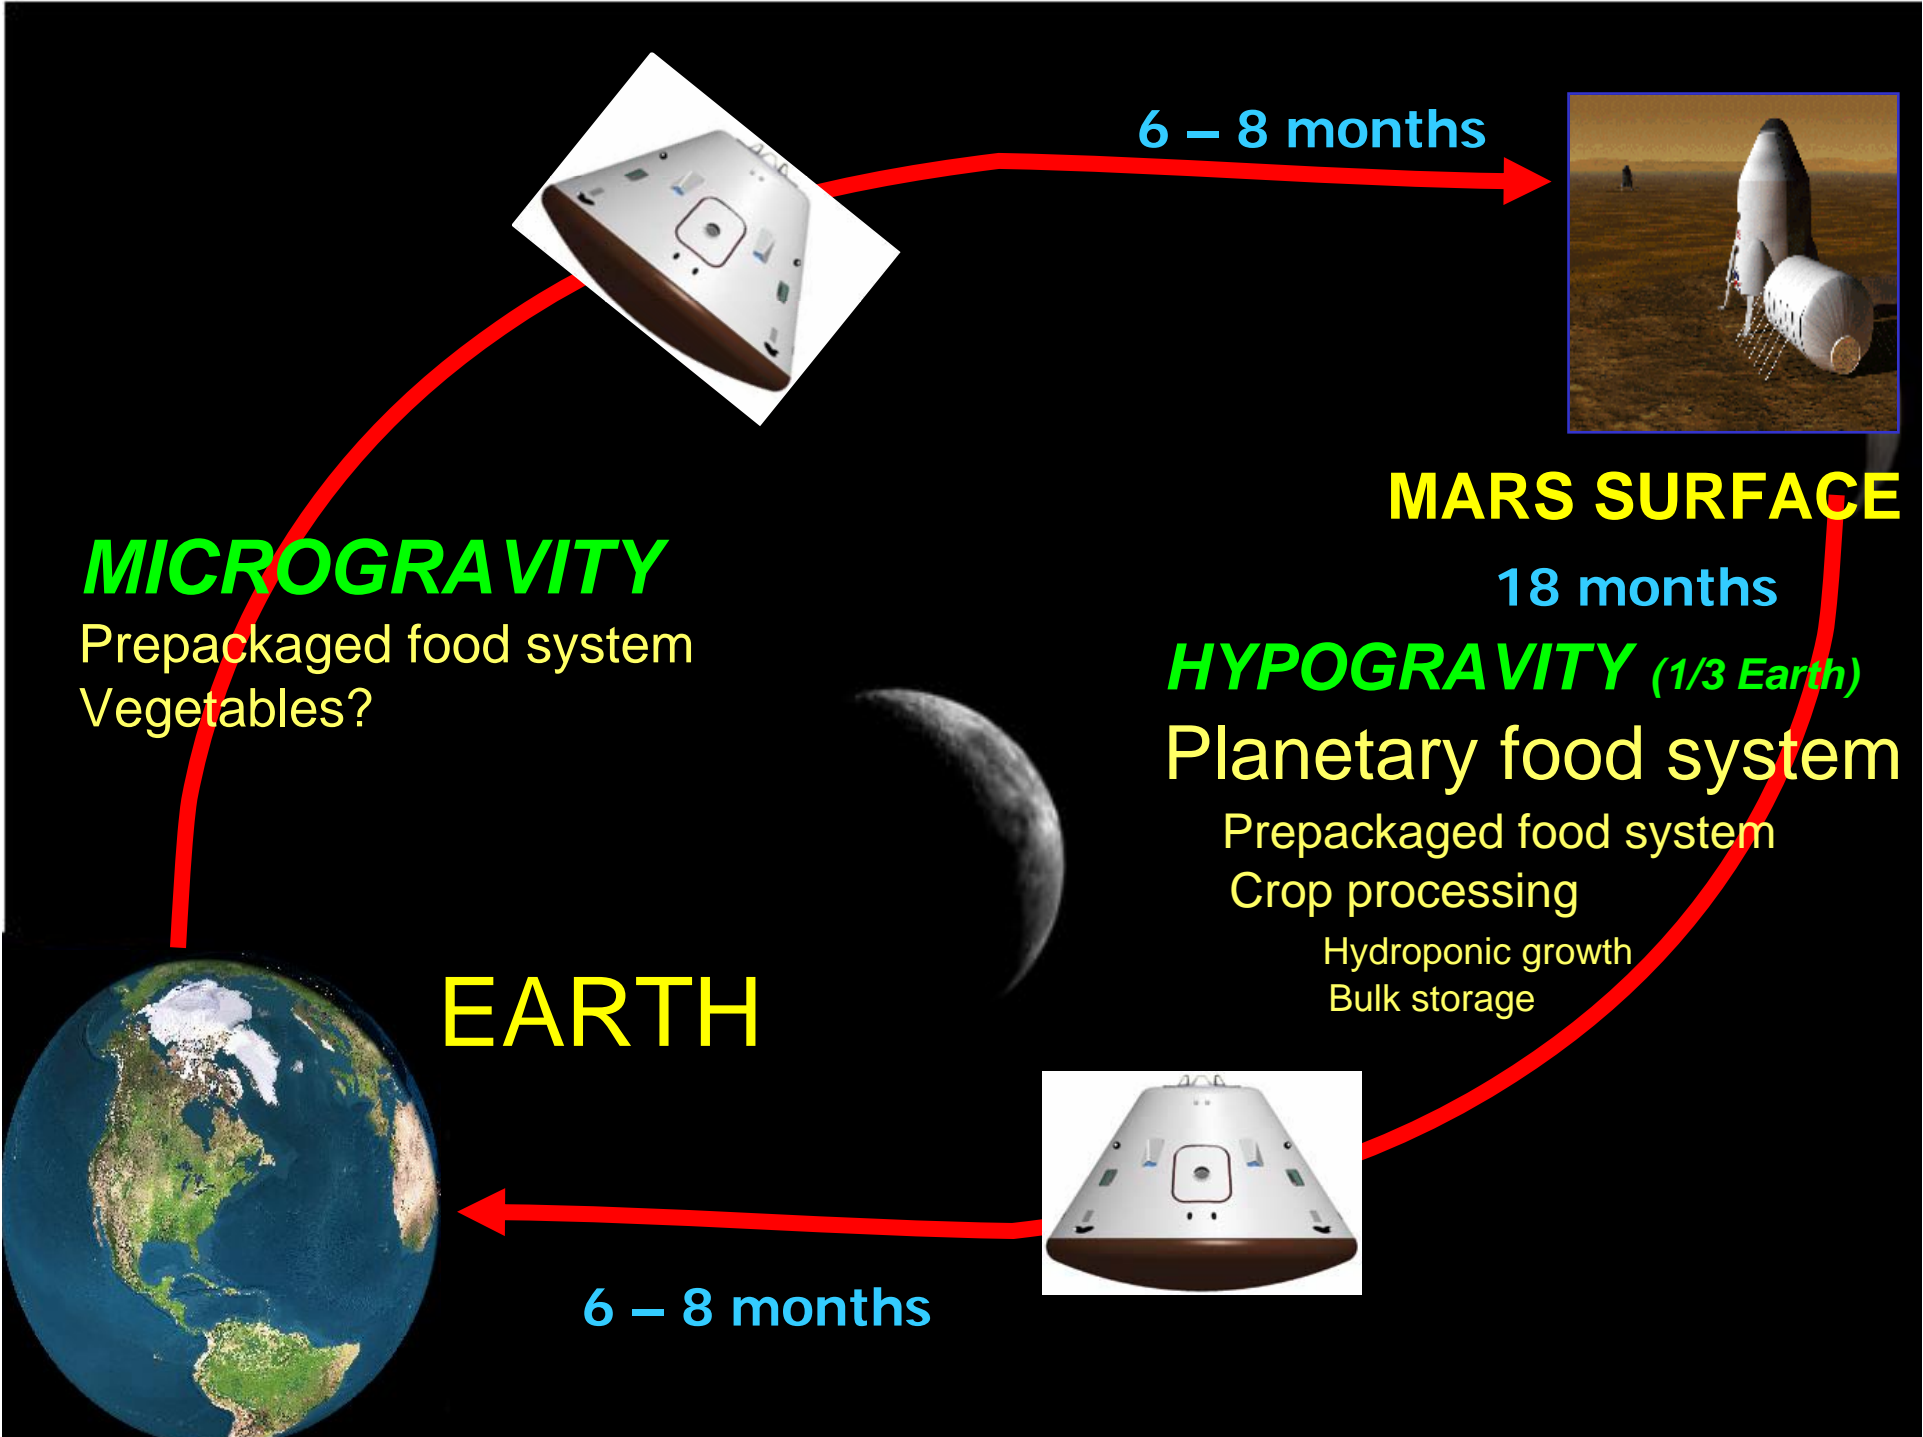 6 – 8 months
MARS SURFACE
18 months
MICROGRAVITY
Prepackaged food system
Vegetables?
HYPOGRAVITY (1/3 Earth)
Planetary food system
Prepackaged food system
Crop processing
Hydroponic growth
Bulk storage
EARTH
6 – 8 months